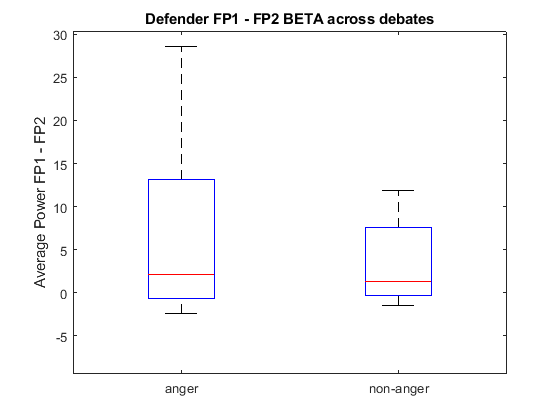 Defender FP1 - FP2 BETA across debates
Average Power FP1 - FP2
30
25
20
15
10
5
0
-5
anger
non-anger